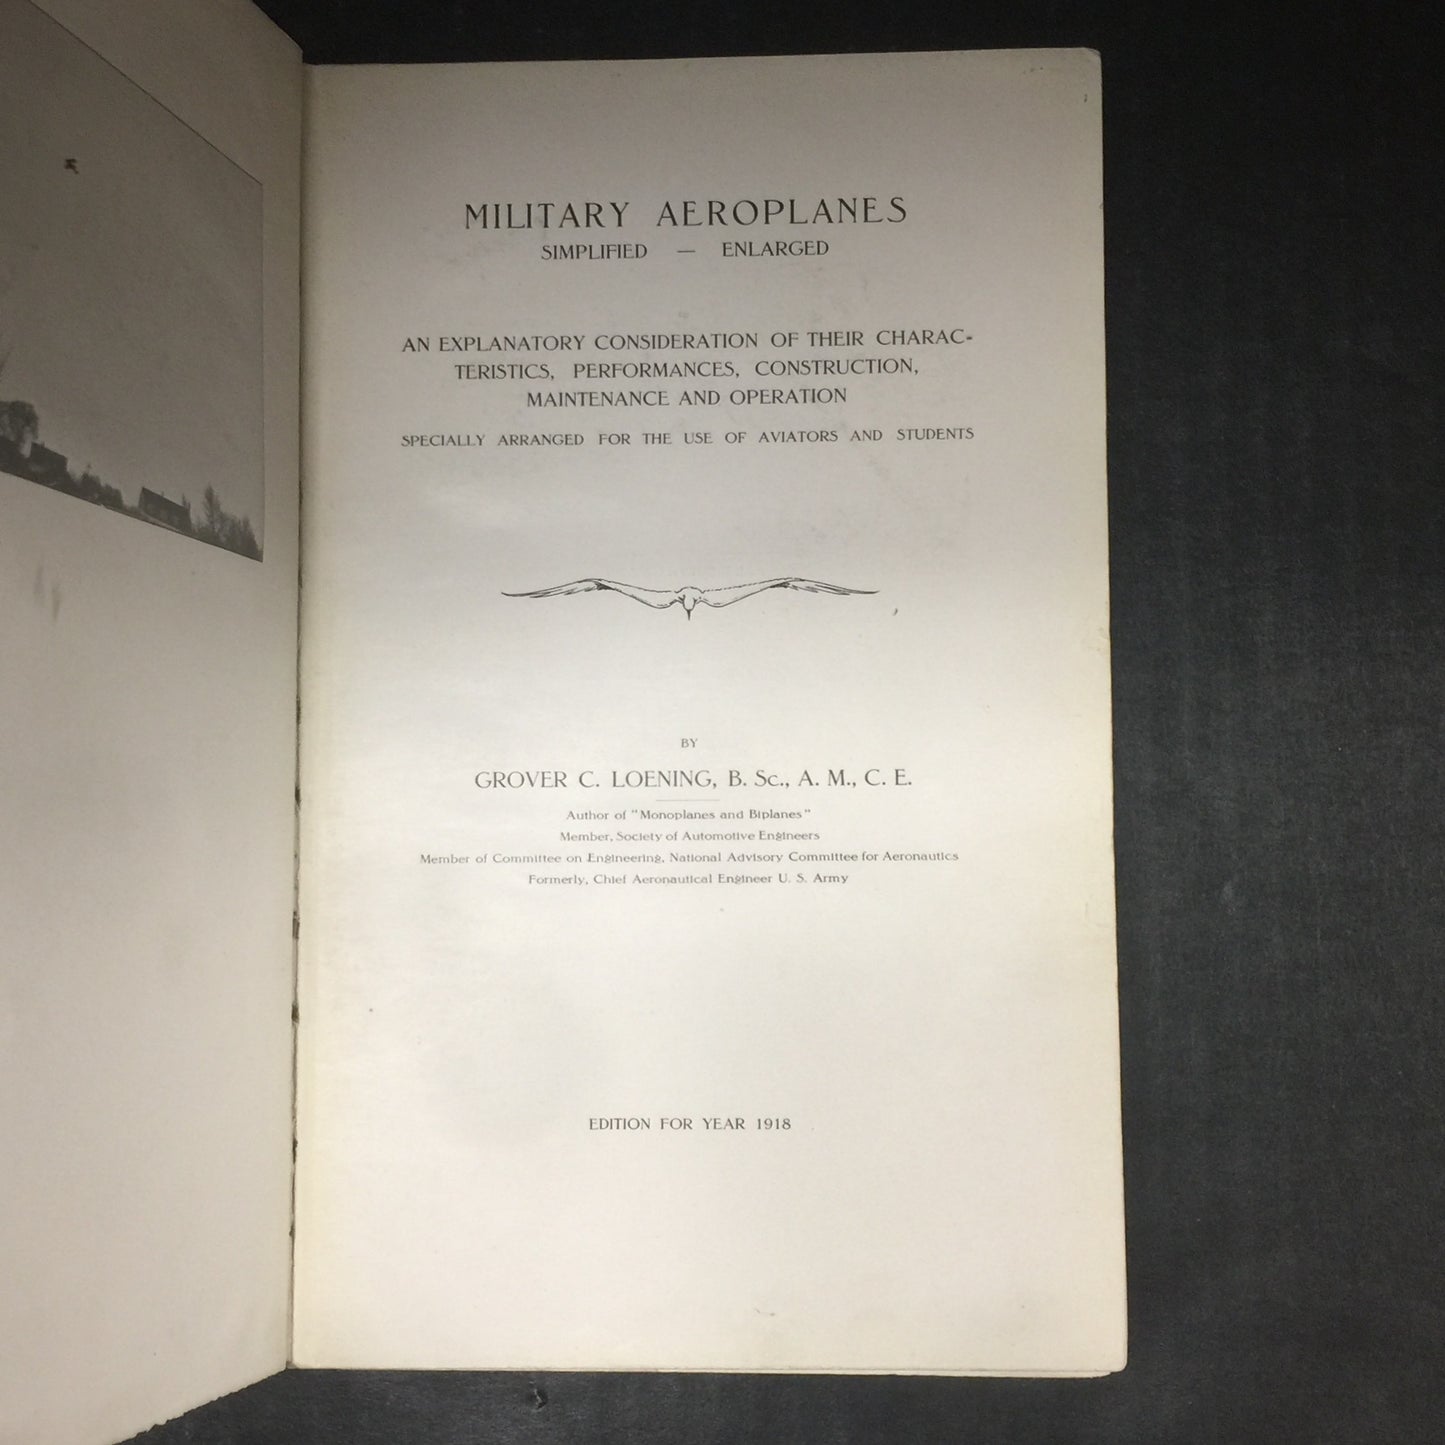 MILITARY AEROPLANES
SIMPLIFIED — ENLARGED
AN EXPLANATORY CONSIDERATION OF THEIR CHARAC-
TERISTICS, PERFORMANCES, CONSTRUCTION,
MAINTENANCE AND OPERATION
SPECIALLY ARRANGED FOR THE USE OF AVIATORS AND STUDENTS
BY
GROVER C. LOENING, B. Sc., A. M., C. E.
Author of "Monoplanes and Biplanes"
Member, Society of Automotive Engineers
Member of Committee on Engineering, National Advisory Committee for Aeronautics
Formerly, Chief Aeronautical Engineer U. S. Army
EDITION FOR YEAR 1918